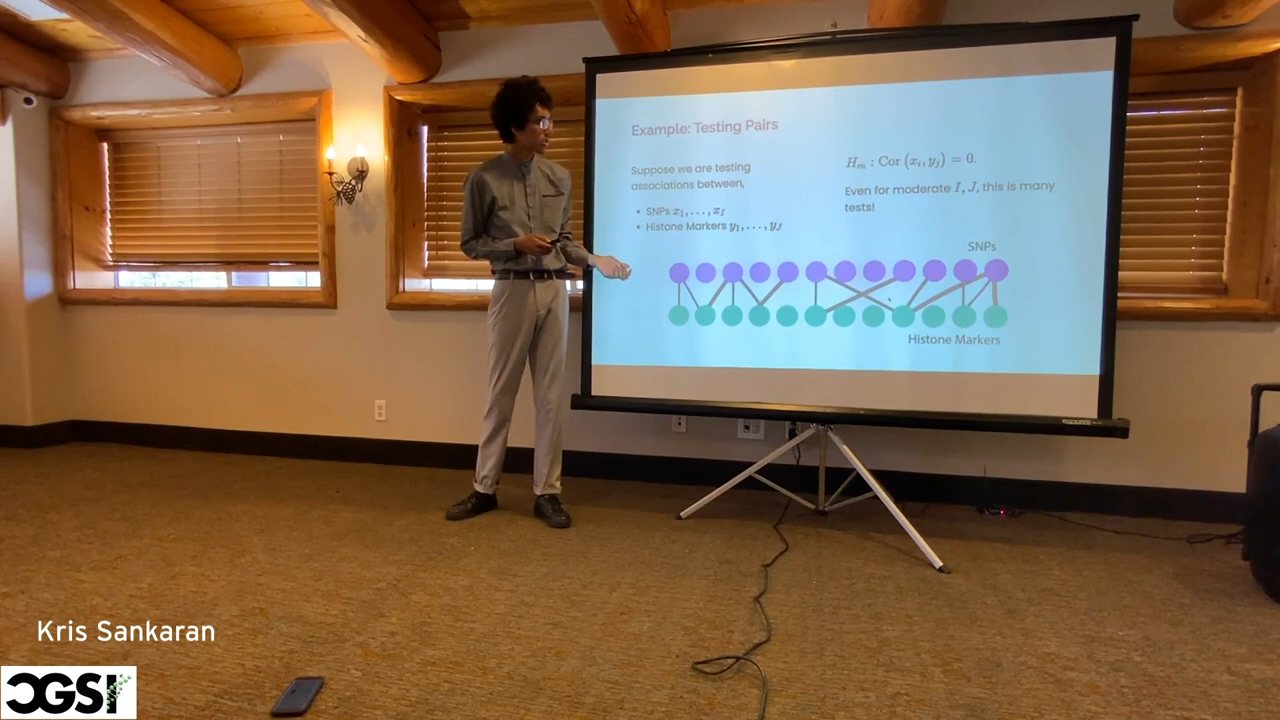 Example: Testing Pairs
Suppose we are testing
associations between,
• SNPs x₁, . . . , x_I
• Histone Markers y₁, . . . , y_J
H_m : Cor (x_i, y_j) = 0.
Even for moderate I, J, this is many
tests!
SNPs
Histone Markers
Kris Sankaran
CGSI